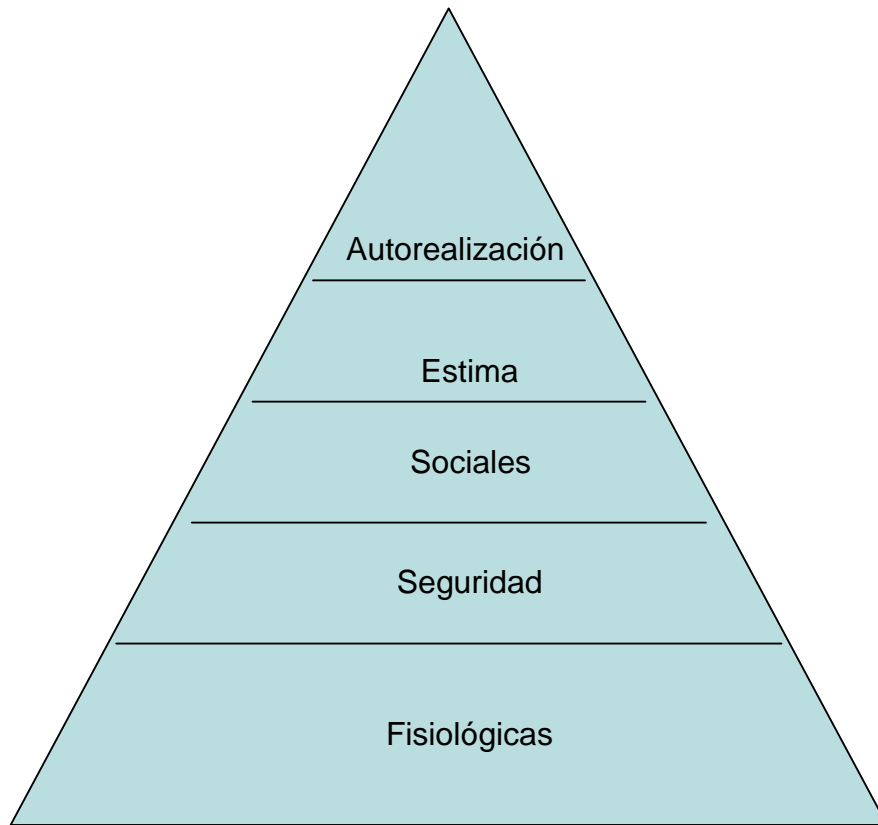 Autorealización
Estima
Sociales
Seguridad
Fisiológicas